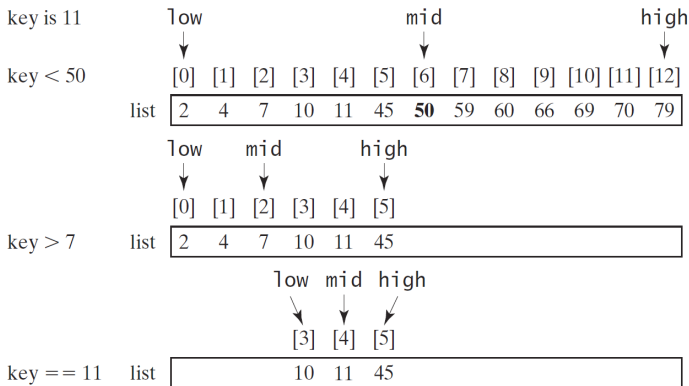 key is 11 low mid high
key < 50 [0] [1] [2] [3] [4] [5] [6] [7] [8] [9] [10] [11] [12]
list 2 4 7 10 11 45 50 59 60 66 69 70 79
low mid high
[0] [1] [2] [3] [4] [5]
key > 7 list 2 4 7 10 11 45
low mid high
[3] [4] [5]
key == 11 list 10 11 45